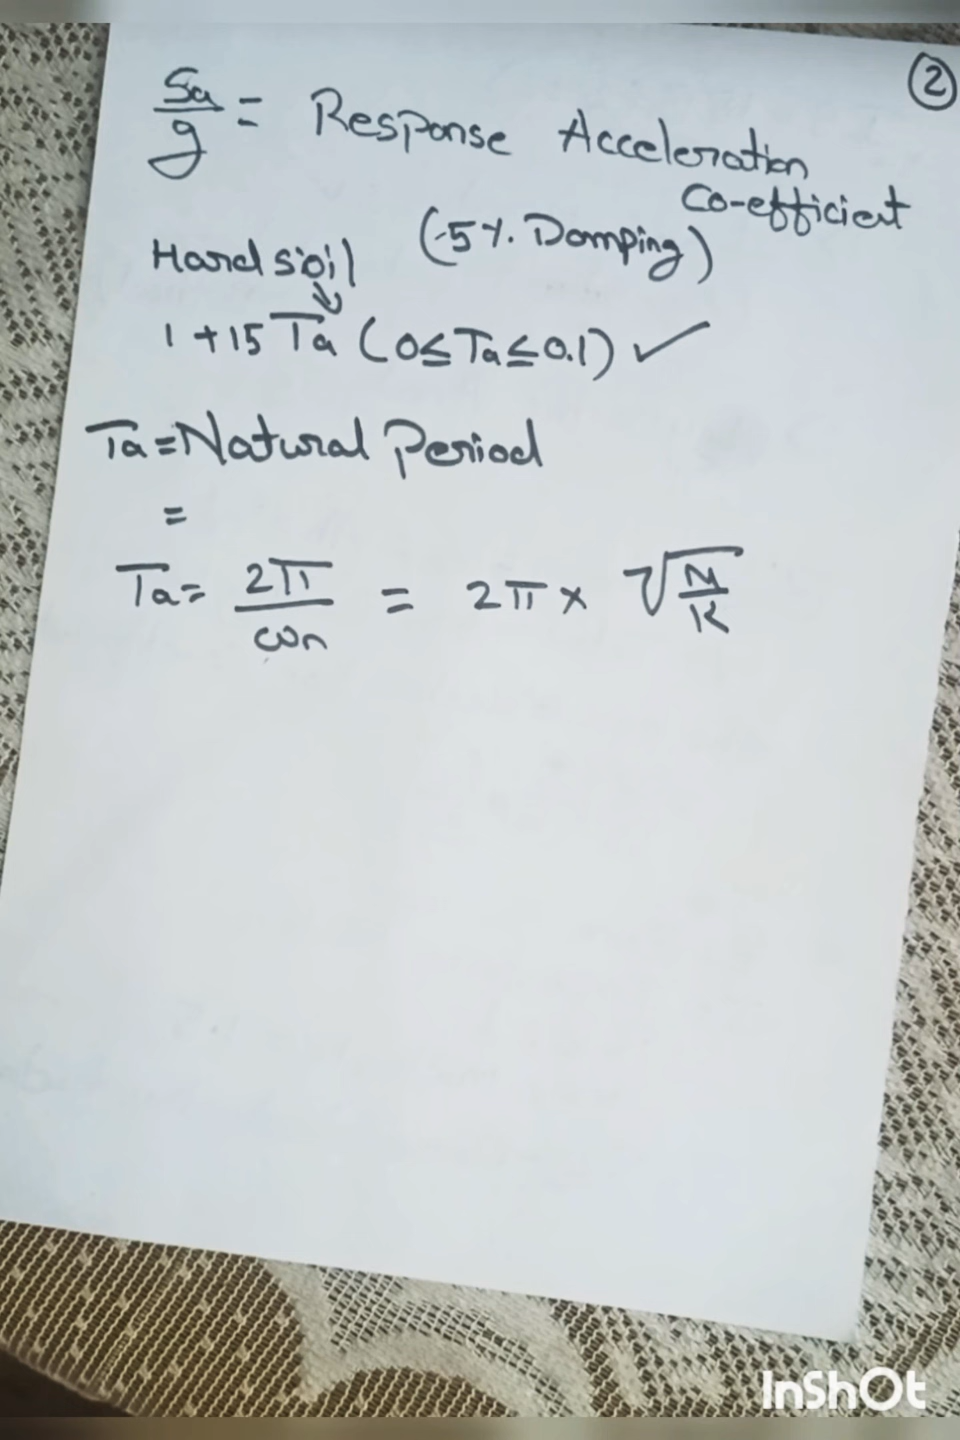 ②
Sa/g = Response Acceleration
Co-efficient
Hard soil (5% Damping)
1 + 15 Ta (0 ≤ Ta ≤ 0.1) ✓
Ta = Natural Period
=
Ta = 2π/ωn = 2π × √(M/K)
InShOt